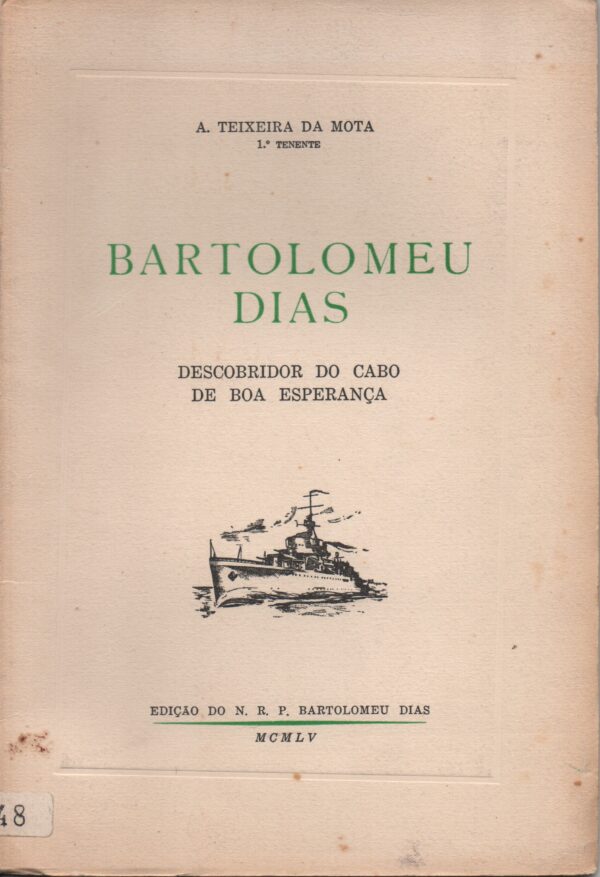 A. TEIXEIRA DA MOTA
1.º TENENTE
BARTOLOMEU
DIAS
DESCOBRIDOR DO CABO
DE BOA ESPERANÇA
EDIÇÃO DO N. R. P. BARTOLOMEU DIAS
MCMLV
48